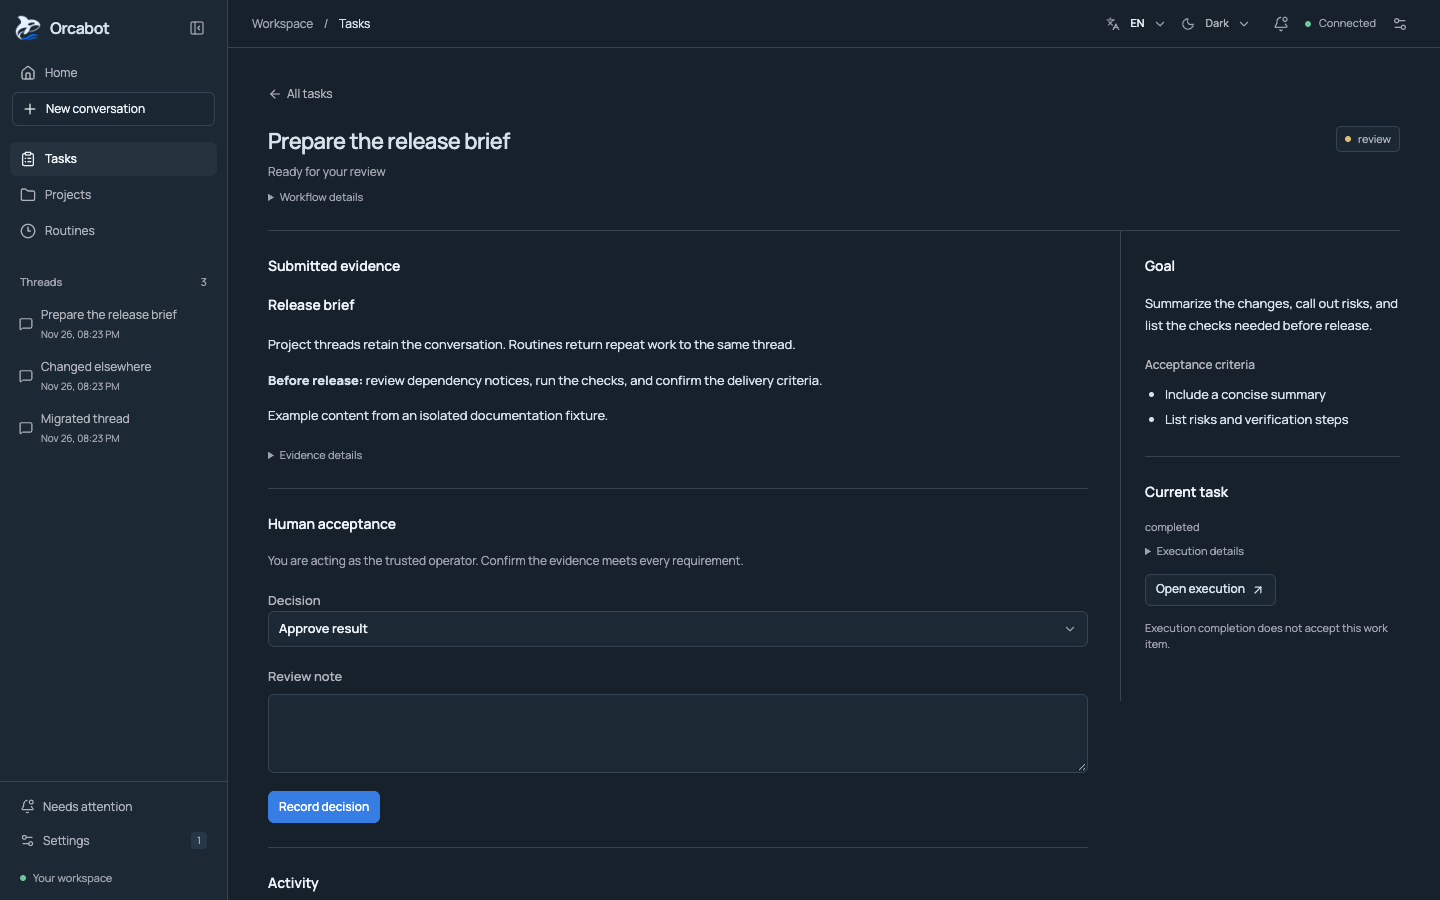 Orcabot
Home
New conversation
Tasks
Projects
Routines
Threads 3
Prepare the release brief
Nov 26, 08:23 PM
Changed elsewhere
Nov 26, 08:23 PM
Migrated thread
Nov 26, 08:23 PM
Needs attention
Settings 1
Your workspace
Workspace / Tasks
EN Dark Connected
All tasks
Prepare the release brief
review
Ready for your review
Workflow details
Submitted evidence
Release brief
Project threads retain the conversation. Routines return repeat work to the same thread.
Before release: review dependency notices, run the checks, and confirm the delivery criteria.
Example content from an isolated documentation fixture.
Evidence details
Human acceptance
You are acting as the trusted operator. Confirm the evidence meets every requirement.
Decision
Approve result
Review note
Record decision
Activity
Goal
Summarize the changes, call out risks, and
list the checks needed before release.
Acceptance criteria
Include a concise summary
List risks and verification steps
Current task
completed
Execution details
Open execution
Execution completion does not accept this work
item.